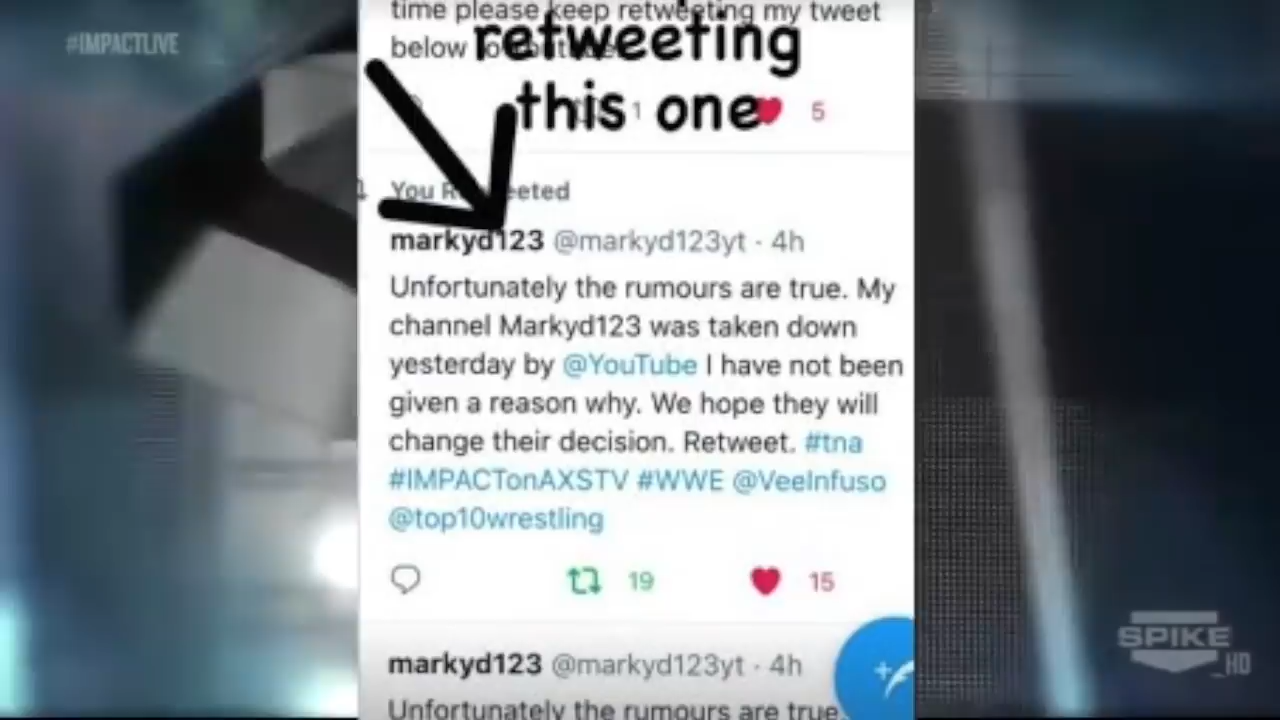 #IMPACTLIVE
time please keep retweeting my tweet
below to
retweeting
this one
1
5
You Retweeted
markyd123 @markyd123yt · 4h
Unfortunately the rumours are true. My
channel Markyd123 was taken down
yesterday by @YouTube I have not been
given a reason why. We hope they will
change their decision. Retweet. #tna
#IMPACTonAXSTV #WWE @VeeInfuso
@top10wrestling
19
15
SPIKE
HD
markyd123 @markyd123yt · 4h
Unfortunately the rumours are true.